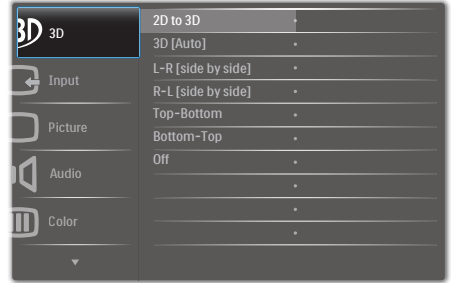 3D 3D
Input
Picture
Audio
Color
2D to 3D
3D [Auto]
L-R [side by side]
R-L [side by side]
Top-Bottom
Bottom-Top
Off